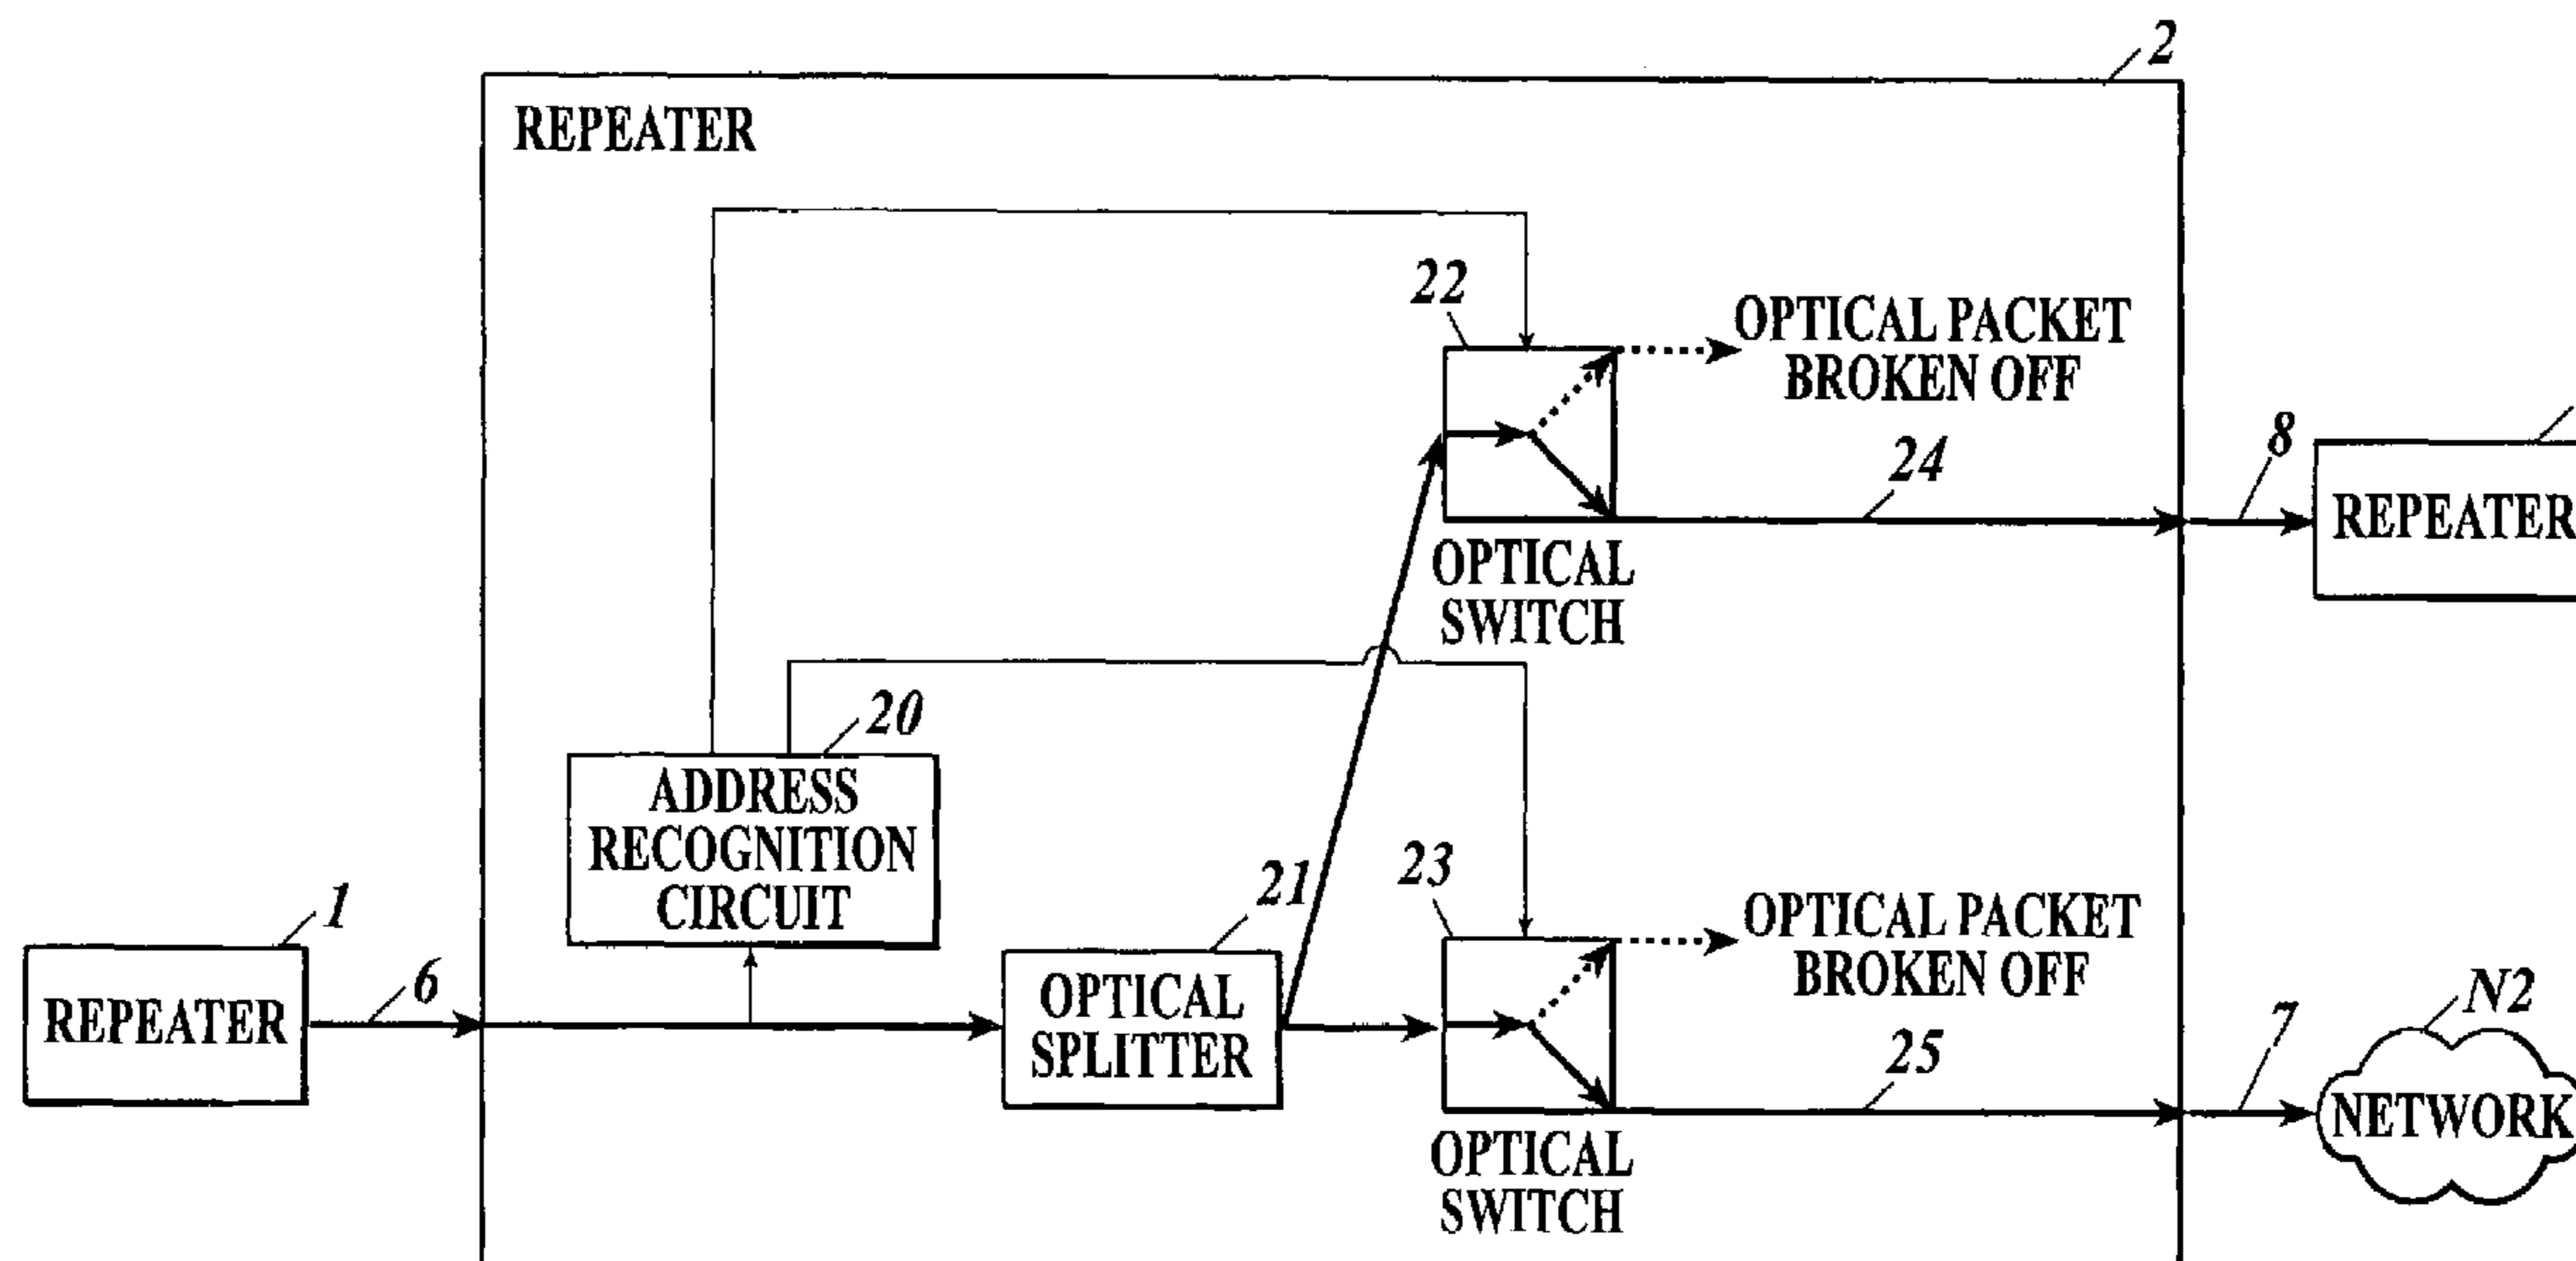 2
REPEATER
22
OPTICAL PACKET
BROKEN OFF
24
8
REPEATER
OPTICAL
SWITCH
20
ADDRESS
RECOGNITION
CIRCUIT
1
REPEATER
6
21
OPTICAL
SPLITTER
23
OPTICAL PACKET
BROKEN OFF
25
7
N2
NETWORK
OPTICAL
SWITCH